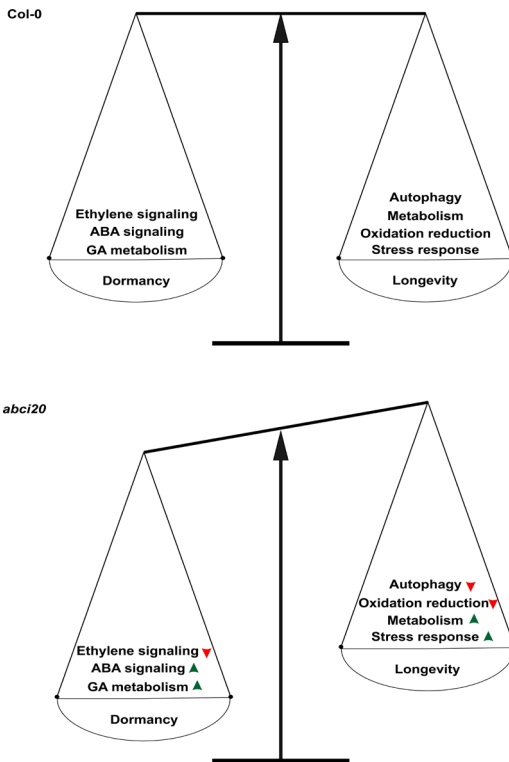 Col-0
Ethylene signaling
ABA signaling
GA metabolism
Dormancy
Autophagy
Metabolism
Oxidation reduction
Stress response
Longevity
abci20
Ethylene signaling
ABA signaling
GA metabolism
Dormancy
Autophagy
Oxidation reduction
Metabolism
Stress response
Longevity